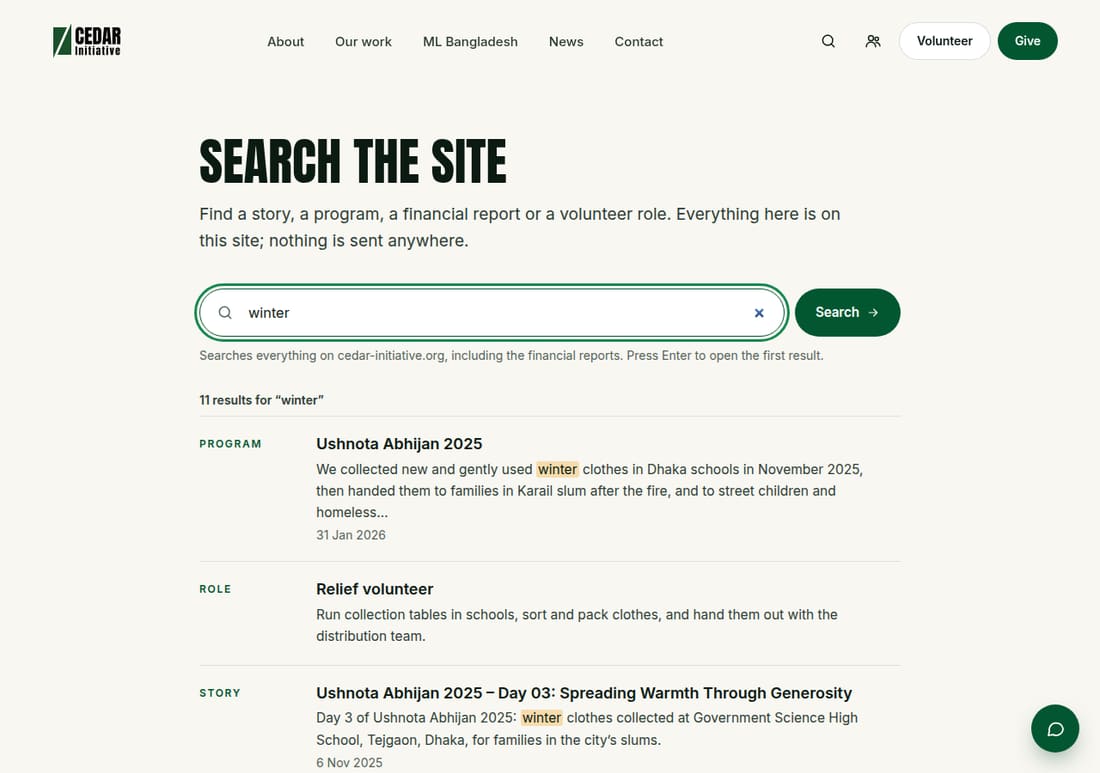 CEDAR
Initiative
About
Our work
ML Bangladesh
News
Contact
Volunteer
Give
SEARCH THE SITE
Find a story, a program, a financial report or a volunteer role. Everything here is on
this site; nothing is sent anywhere.
winter
Search →
Searches everything on cedar-initiative.org, including the financial reports. Press Enter to open the first result.
11 results for “winter”
PROGRAM
Ushnota Abhijan 2025
We collected new and gently used winter clothes in Dhaka schools in November 2025,
then handed them to families in Karail slum after the fire, and to street children and
homeless…
31 Jan 2026
ROLE
Relief volunteer
Run collection tables in schools, sort and pack clothes, and hand them out with the
distribution team.
STORY
Ushnota Abhijan 2025 – Day 03: Spreading Warmth Through Generosity
Day 3 of Ushnota Abhijan 2025: winter clothes collected at Government Science High
School, Tejgaon, Dhaka, for families in the city’s slums.
6 Nov 2025